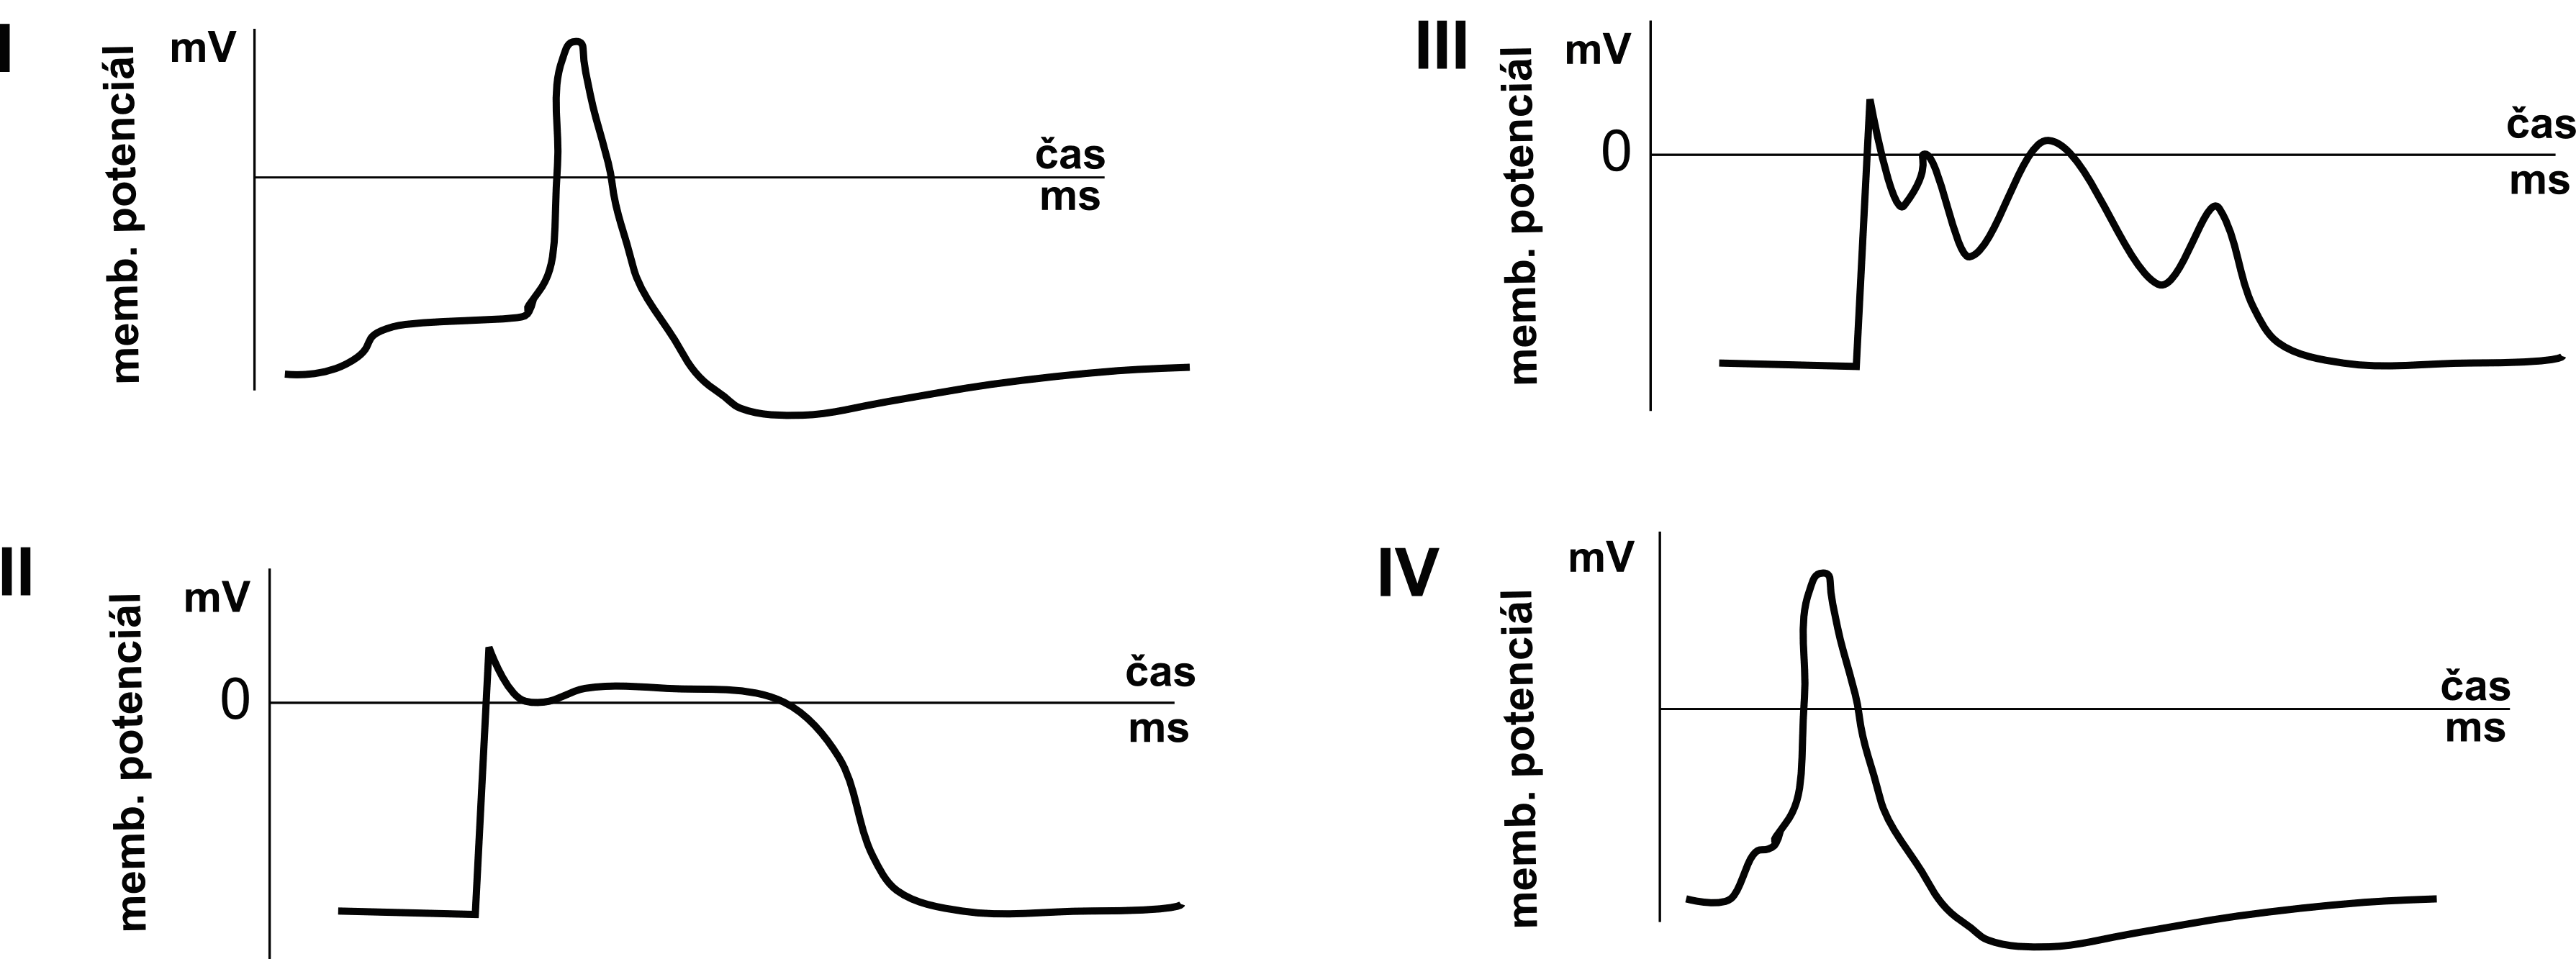 I
mV
memb. potenciál
čas
ms
III
mV
memb. potenciál
0
čas
ms
II
mV
memb. potenciál
0
čas
ms
IV
mV
memb. potenciál
čas
ms